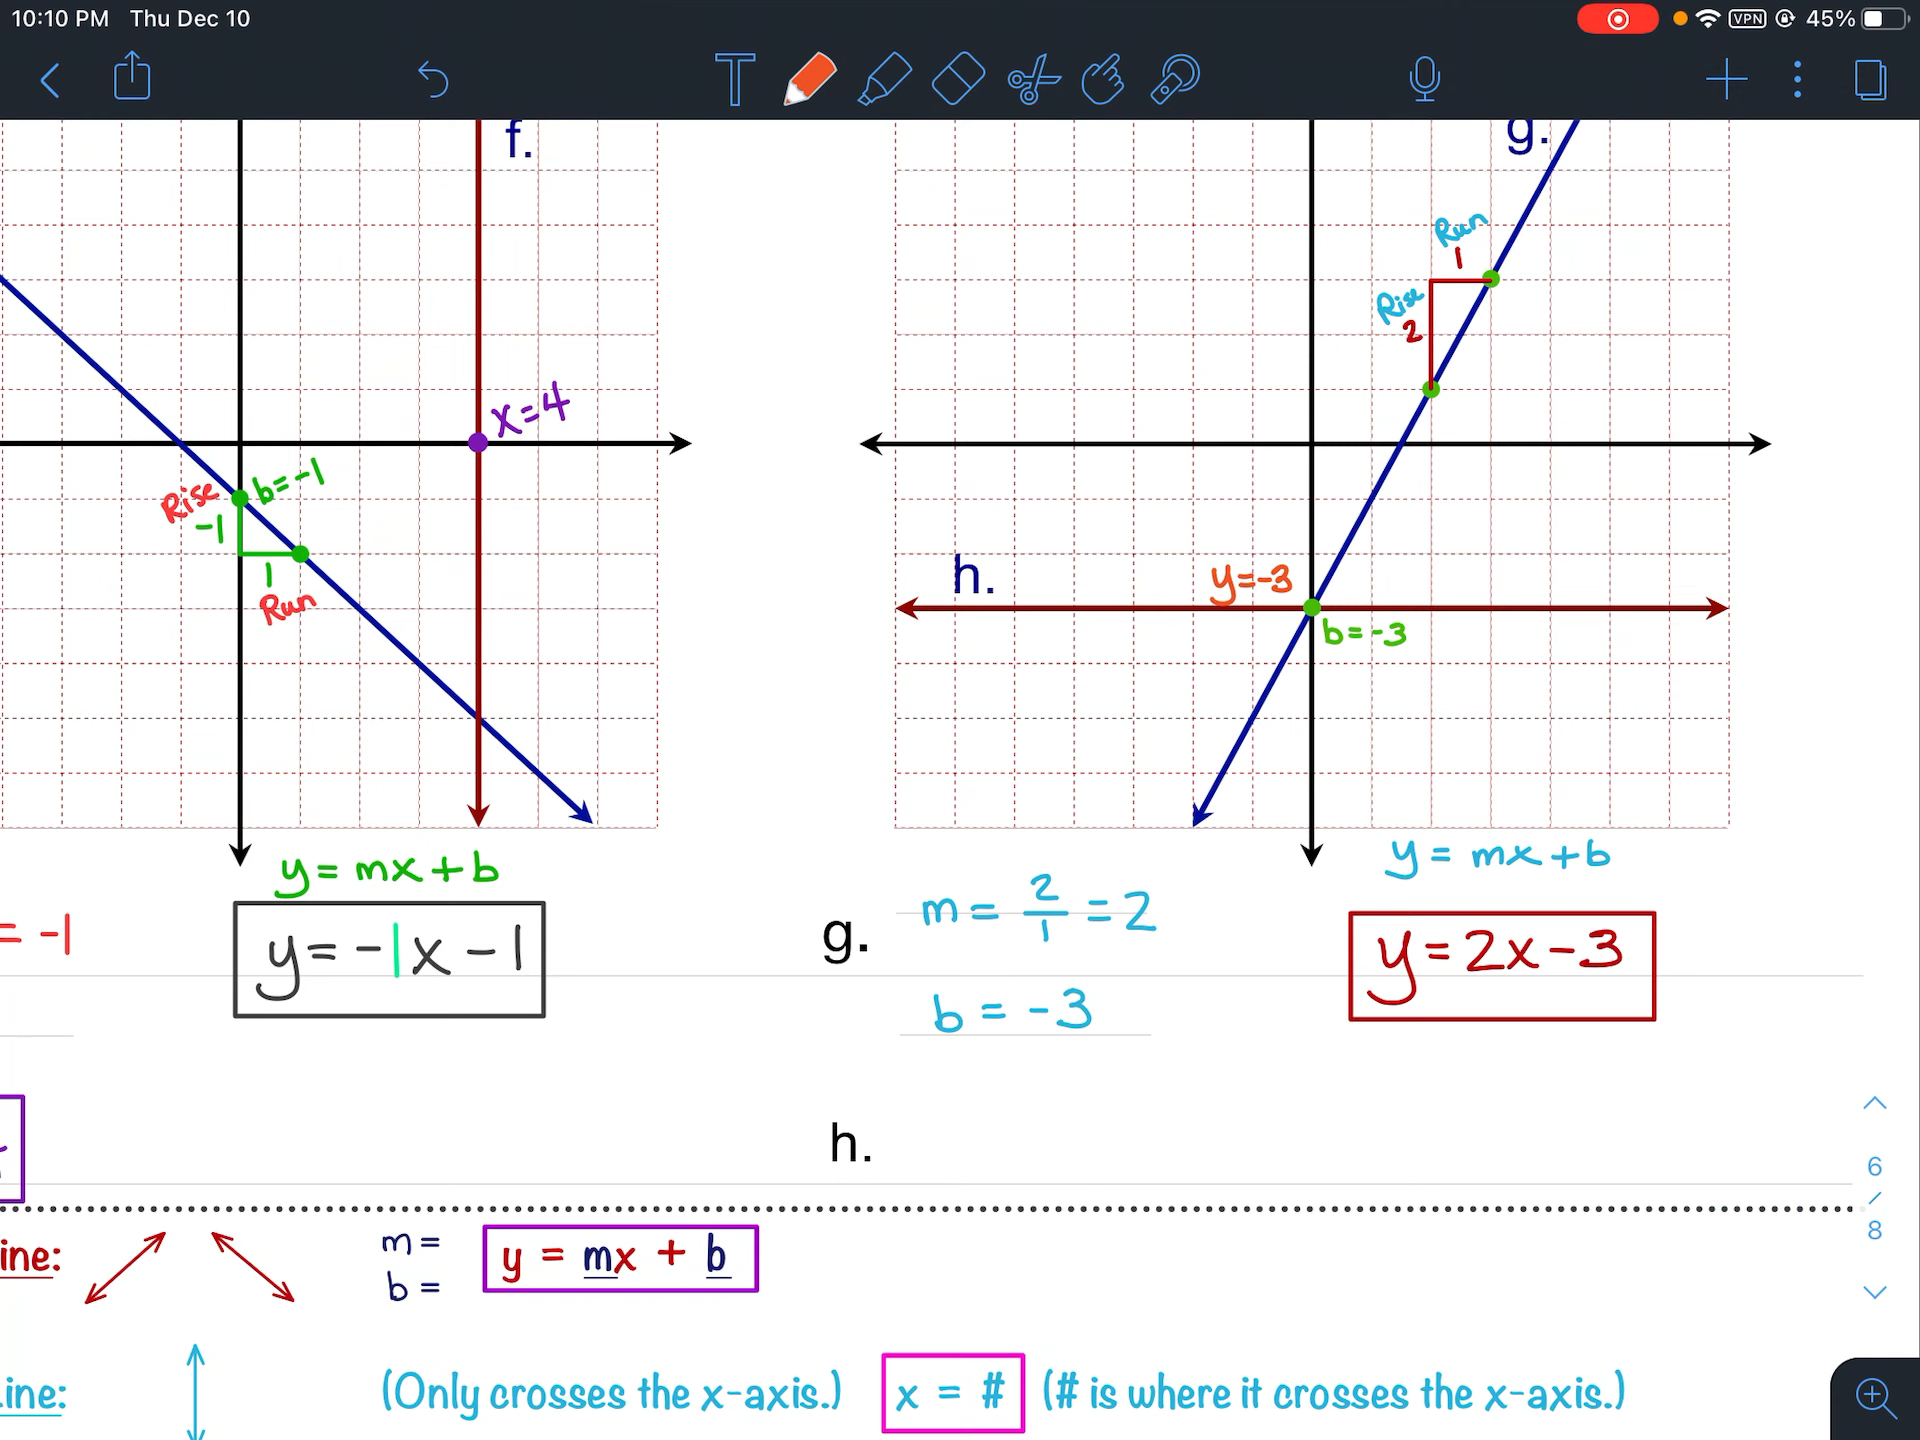 10:10 PM Thu Dec 10
VPN 45%
f.
g.
Run
1
Rise
2
x=4
b=-1
Rise
-1
1
Run
h.
y=-3
b=-3
y = mx + b
y = mx + b
= -1
y = -1x - 1
g.
m = 2/1 = 2
y = 2x - 3
b = -3
h.
6
/
8
ine:
m =
b =
y = mx + b
ine:
(Only crosses the x-axis.)
x = #
(# is where it crosses the x-axis.)